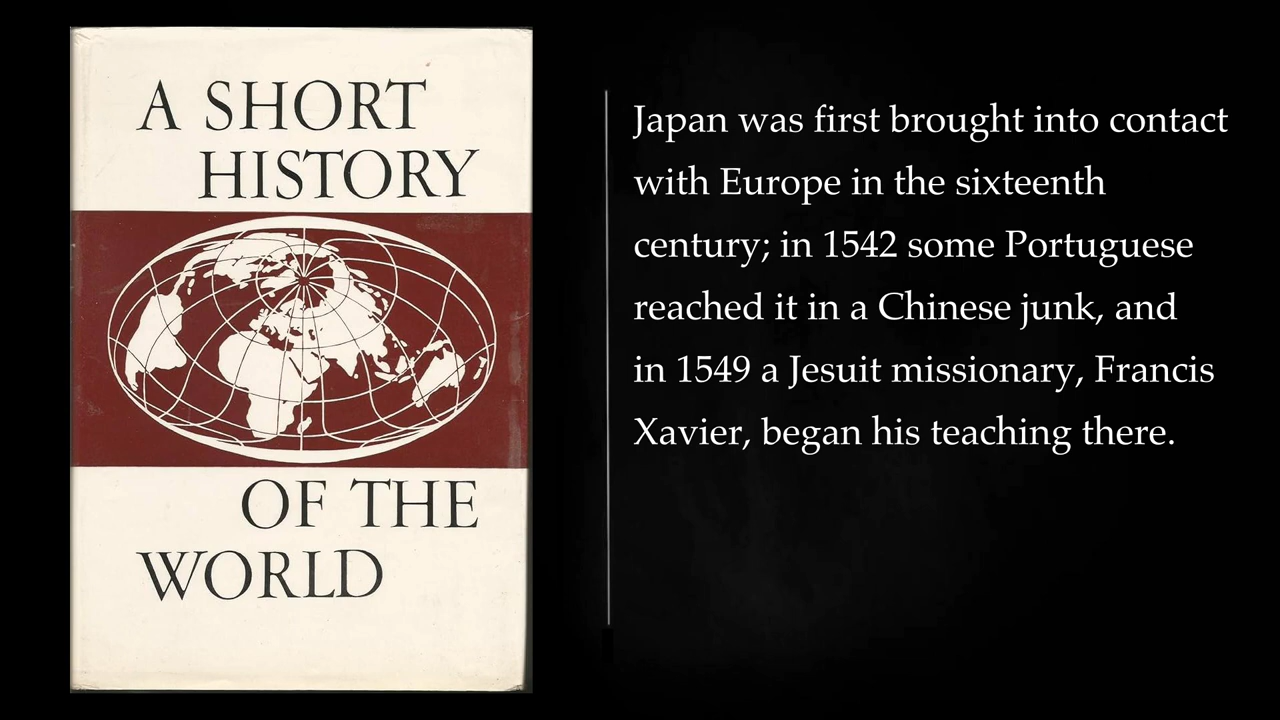 A SHORT
HISTORY
OF THE
WORLD
Japan was first brought into contact
with Europe in the sixteenth
century; in 1542 some Portuguese
reached it in a Chinese junk, and
in 1549 a Jesuit missionary, Francis
Xavier, began his teaching there.